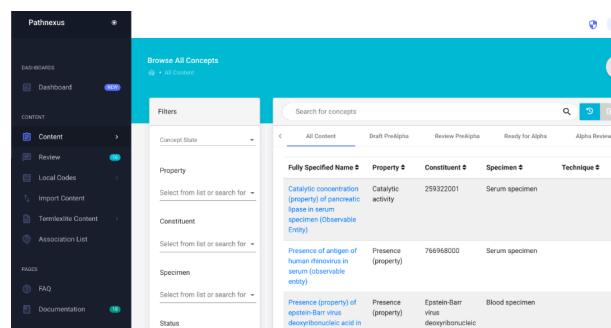 Pathnexus
DASHBOARDS
Dashboard NEW
CONTENT
Content
Review
Local Codes
Import Content
Termlexlite Content
Association List
PAGES
FAQ
Documentation
Browse All Concepts
All Content
Filters
Concept State
Property
Select from list or search for
Constituent
Select from list or search for
Specimen
Select from list or search for
Status
Search for concepts
All Content Draft PreAlpha Review PreAlpha Ready for Alpha Alpha Review
Fully Specified Name Property Constituent Specimen Technique
Catalytic concentration Catalytic 259322001 Serum specimen
(property) of pancreatic activity
lipase in serum
specimen (Observable
Entity)
Presence of antigen of Presence 766968000 Serum specimen
human rhinovirus in (property)
serum (observable
entity)
Presence (property) of Presence Epstein-Barr Blood specimen
epstein-Barr virus (property) virus
deoxyribonucleic acid in deoxyribonucleic